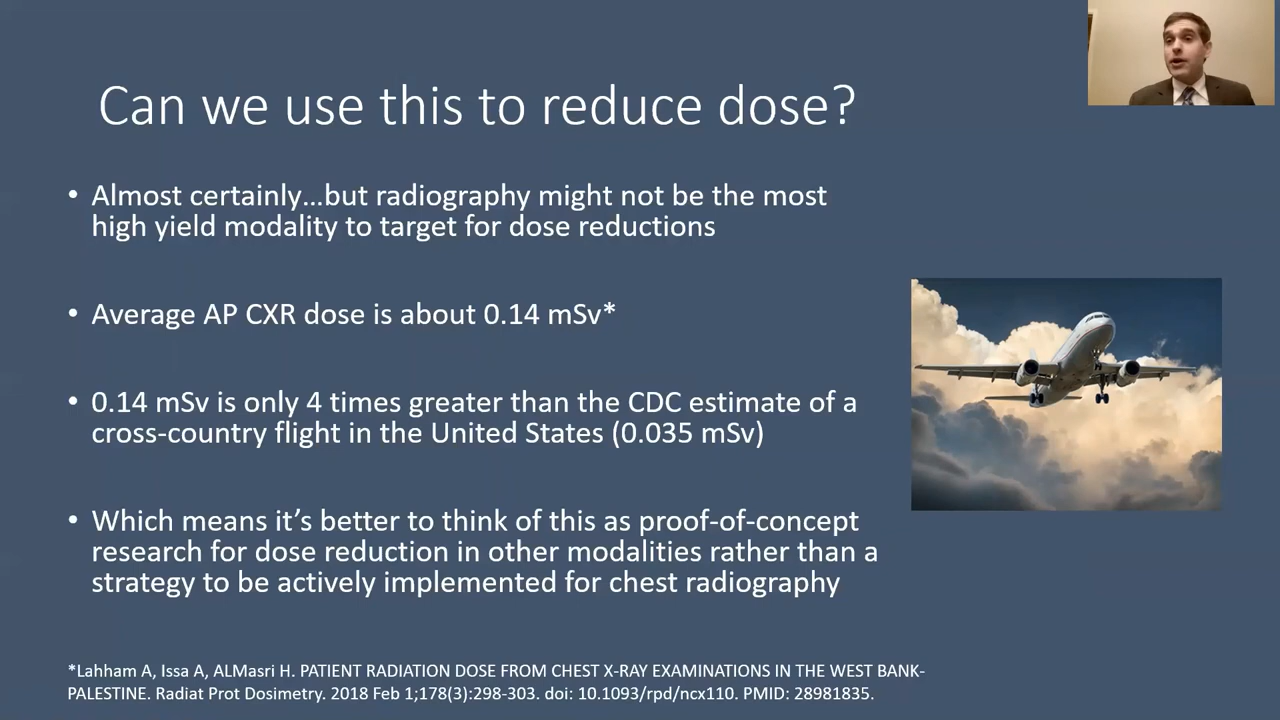 Can we use this to reduce dose?
• Almost certainly...but radiography might not be the most
high yield modality to target for dose reductions
• Average AP CXR dose is about 0.14 mSv*
• 0.14 mSv is only 4 times greater than the CDC estimate of a
cross-country flight in the United States (0.035 mSv)
• Which means it’s better to think of this as proof-of-concept
research for dose reduction in other modalities rather than a
strategy to be actively implemented for chest radiography
*Lahham A, Issa A, ALMasri H. PATIENT RADIATION DOSE FROM CHEST X-RAY EXAMINATIONS IN THE WEST BANK-
PALESTINE. Radiat Prot Dosimetry. 2018 Feb 1;178(3):298-303. doi: 10.1093/rpd/ncx110. PMID: 28981835.